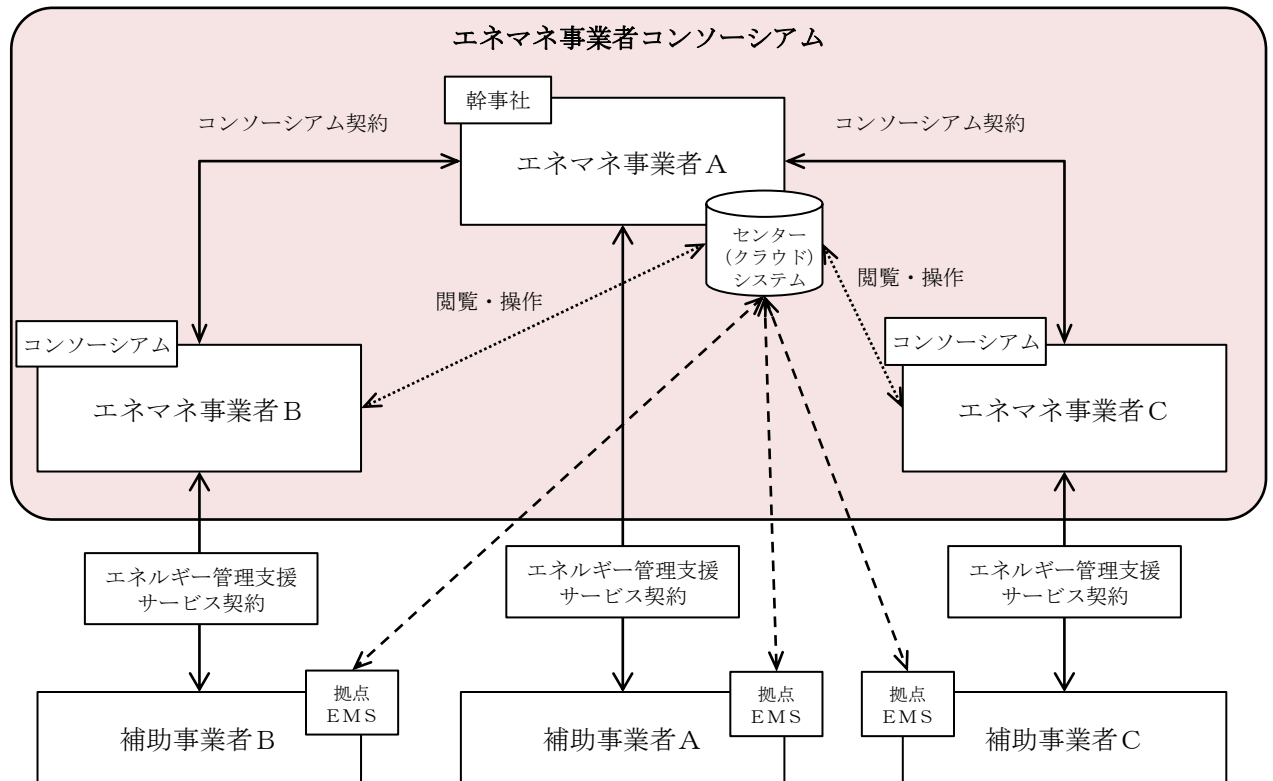 エネマネ事業者コンソーシアム
幹事社
コンソーシアム契約
コンソーシアム契約
エネマネ事業者A
センター
（クラウド）
システム
閲覧・操作
閲覧・操作
コンソーシアム
コンソーシアム
エネマネ事業者B
エネマネ事業者C
エネルギー管理支援
サービス契約
エネルギー管理支援
サービス契約
エネルギー管理支援
サービス契約
拠点
EMS
拠点
EMS
拠点
EMS
補助事業者B
補助事業者A
補助事業者C